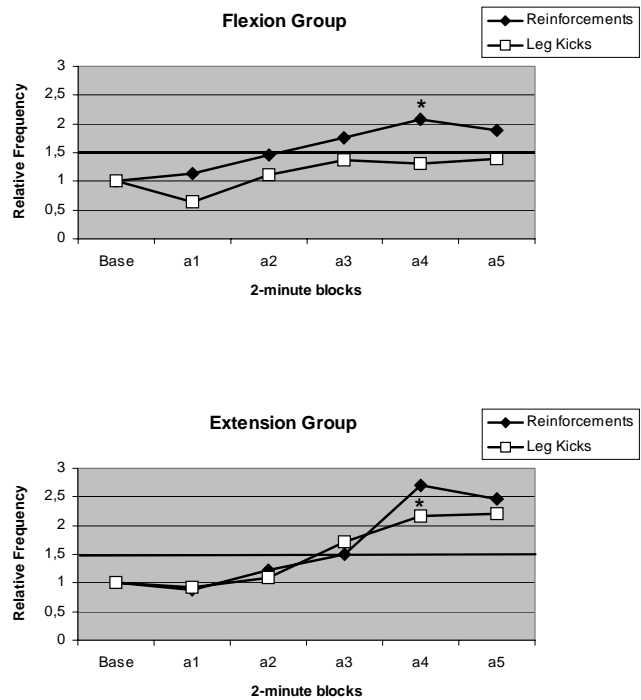 Flexion Group
Reinforcements
Leg Kicks
3
2,5
2
1,5
1
0,5
0
Relative Frequency
*
Base a1 a2 a3 a4 a5
2-minute blocks
Extension Group
Reinforcements
Leg Kicks
3
2,5
2
1,5
1
0,5
0
Relative Frequency
*
Base a1 a2 a3 a4 a5
2-minute blocks